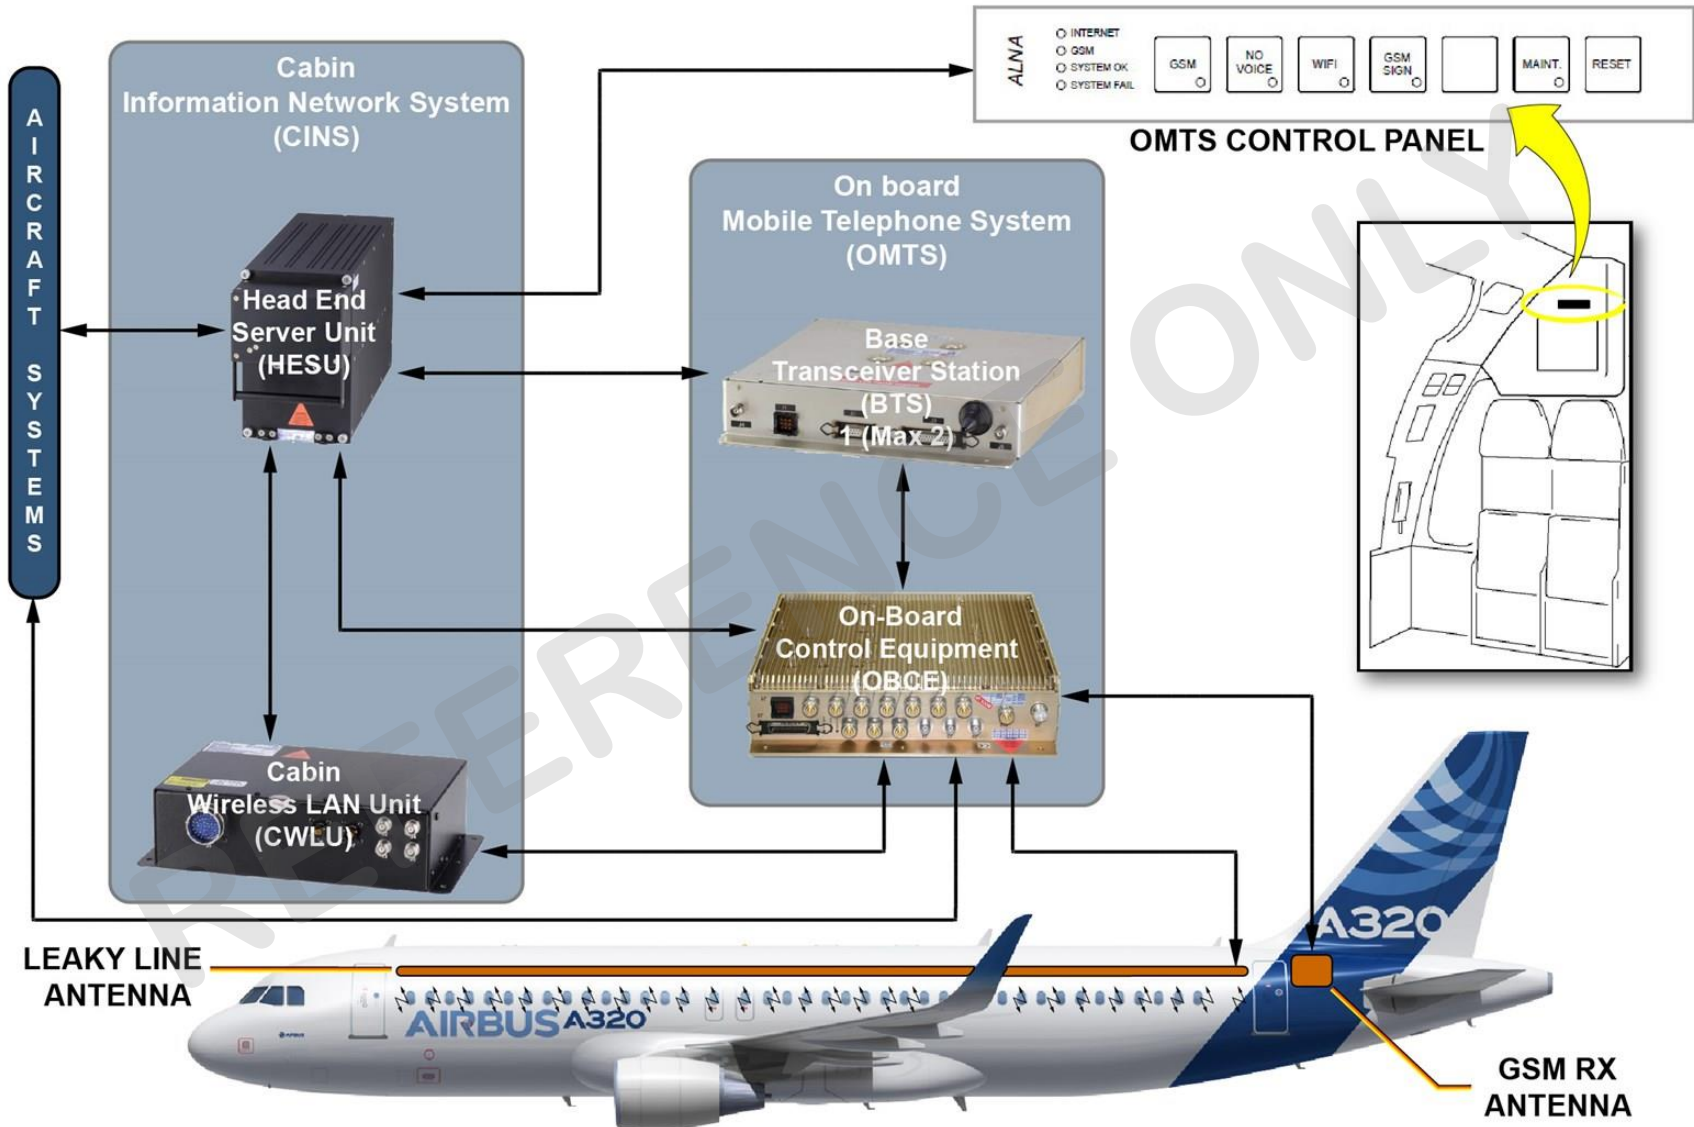 AIRCRAFT SYSTEMS
Cabin
Information Network System
(CINS)
Head End
Server Unit
(HESU)
Cabin
Wireless LAN Unit
(CWLU)
On board
Mobile Telephone System
(OMTS)
Base
Transceiver Station
(BTS)
1 (Max 2)
On-Board
Control Equipment
(OBCE)
ALNA
INTERNET
GSM
SYSTEM OK
SYSTEM FAIL
GSM
NO
VOICE
WIFI
GSM
SIGN
MAINT.
RESET
OMTS CONTROL PANEL
REFERENCE ONLY
LEAKY LINE
ANTENNA
AIRBUS A320
A320
GSM RX
ANTENNA